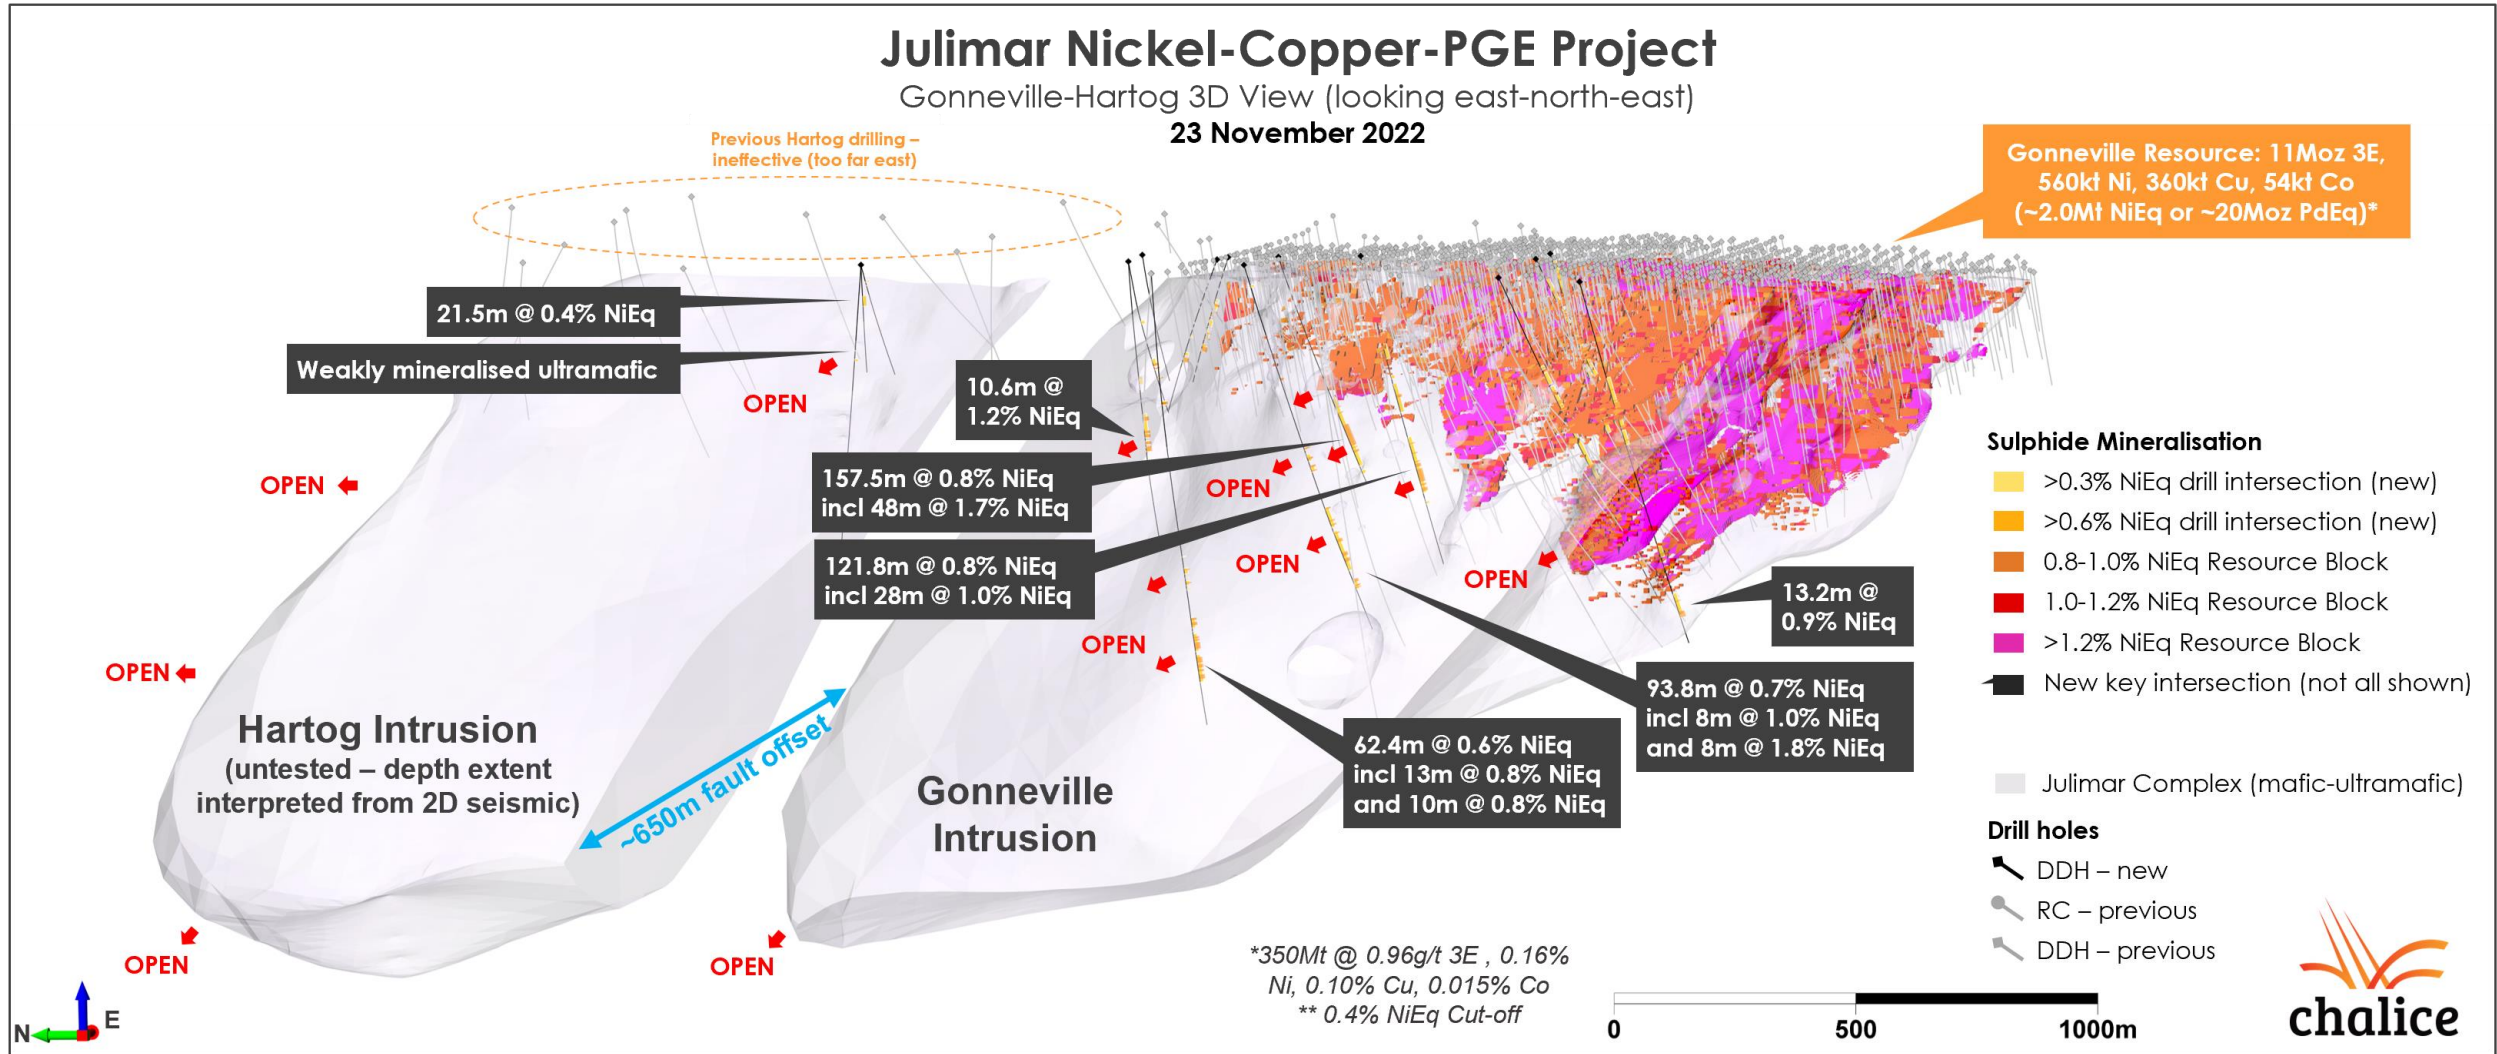 Julimar Nickel-Copper-PGE Project
Gonneville-Hartog 3D View (looking east-north-east)
23 November 2022
Previous Hartog drilling –
ineffective (too far east)
Gonneville Resource: 11Moz 3E,
560kt Ni, 360kt Cu, 54kt Co
(~2.0Mt NiEq or ~20Moz PdEq)*
21.5m @ 0.4% NiEq
Weakly mineralised ultramafic
OPEN
10.6m @
1.2% NiEq
157.5m @ 0.8% NiEq
incl 48m @ 1.7% NiEq
121.8m @ 0.8% NiEq
incl 28m @ 1.0% NiEq
OPEN
OPEN
OPEN
OPEN
OPEN
OPEN
13.2m @
0.9% NiEq
93.8m @ 0.7% NiEq
incl 8m @ 1.0% NiEq
and 8m @ 1.8% NiEq
62.4m @ 0.6% NiEq
incl 13m @ 0.8% NiEq
and 10m @ 0.8% NiEq
Hartog Intrusion
(untested – depth extent
interpreted from 2D seismic)
~650m fault offset
Gonneville
Intrusion
OPEN
OPEN
Sulphide Mineralisation
>0.3% NiEq drill intersection (new)
>0.6% NiEq drill intersection (new)
0.8-1.0% NiEq Resource Block
1.0-1.2% NiEq Resource Block
>1.2% NiEq Resource Block
New key intersection (not all shown)
Julimar Complex (mafic-ultramafic)
Drill holes
DDH – new
RC – previous
DDH – previous
*350Mt @ 0.96g/t 3E , 0.16%
Ni, 0.10% Cu, 0.015% Co
** 0.4% NiEq Cut-off
0 500 1000m
N E
chalice